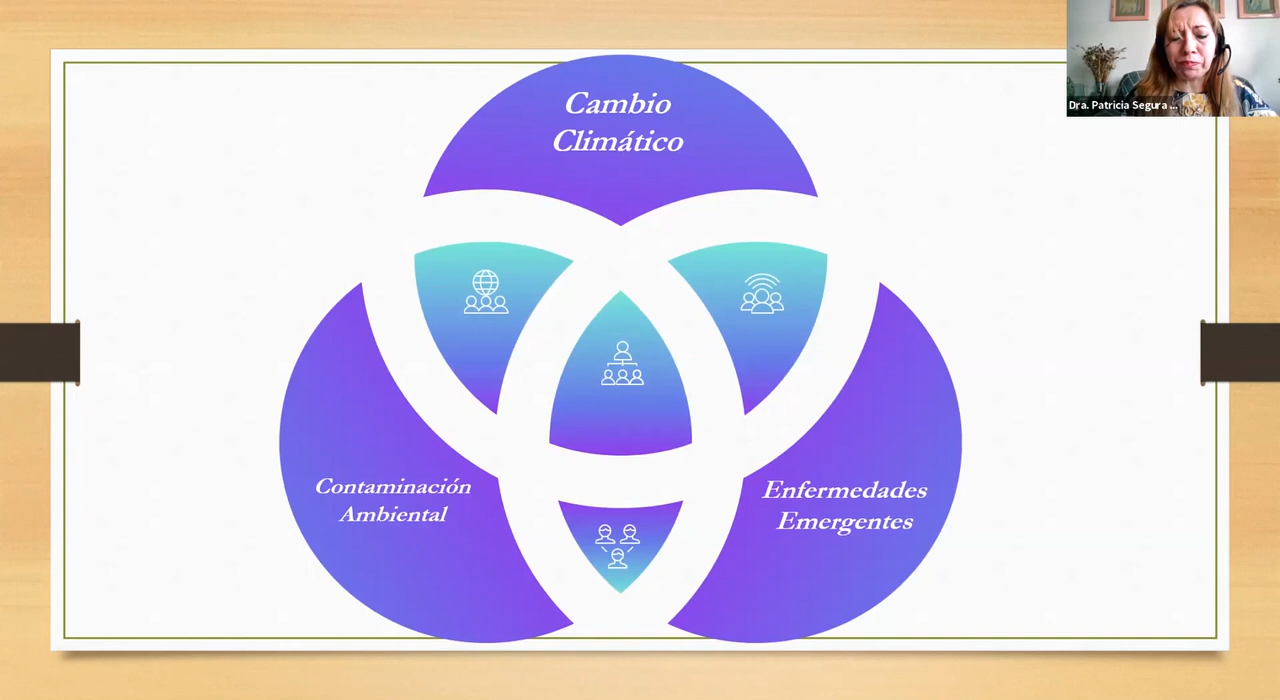 Cambio
Climático
Dra. Patricia Segura ...
Contaminación
Ambiental
Enfermedades
Emergentes